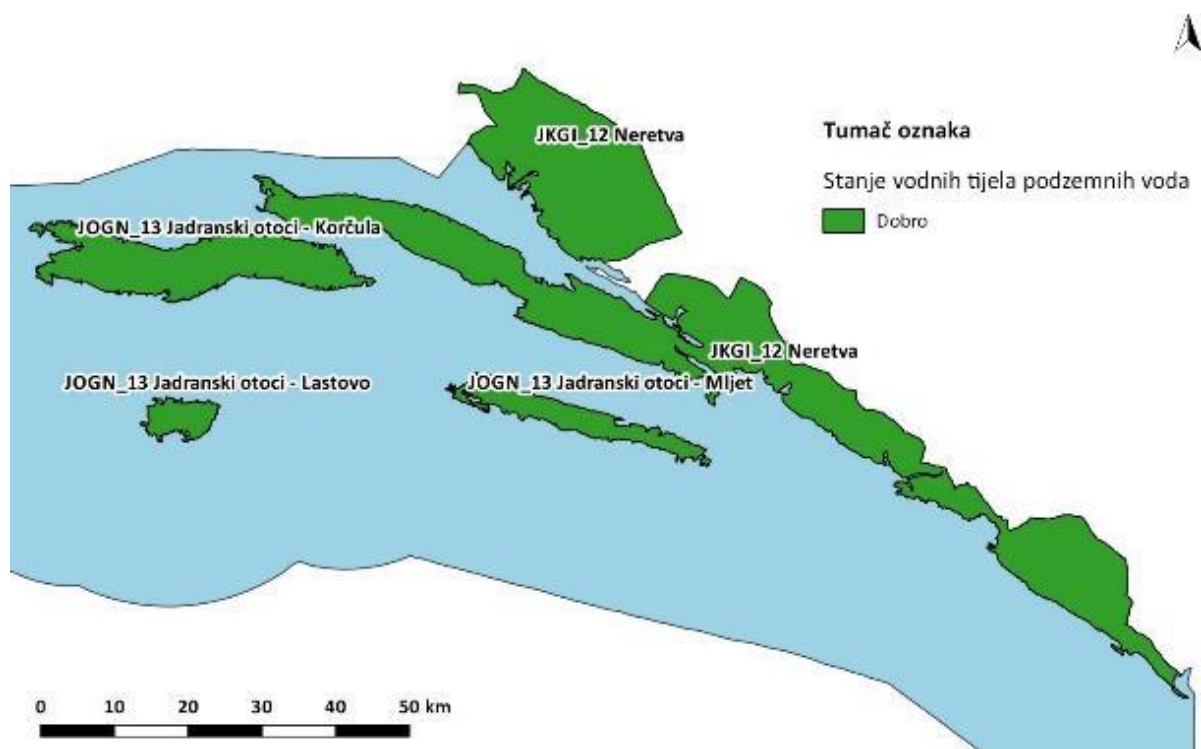 JKGI_12 Neretva
Tumač oznaka
Stanje vodnih tijela podzemnih voda
Dobro
JOGN_13 Jadranski otoci - Korčula
JKGI_12 Neretva
JOGN_13 Jadranski otoci - Lastovo
JOGN_13 Jadranski otoci - Mljet
0 10 20 30 40 50 km